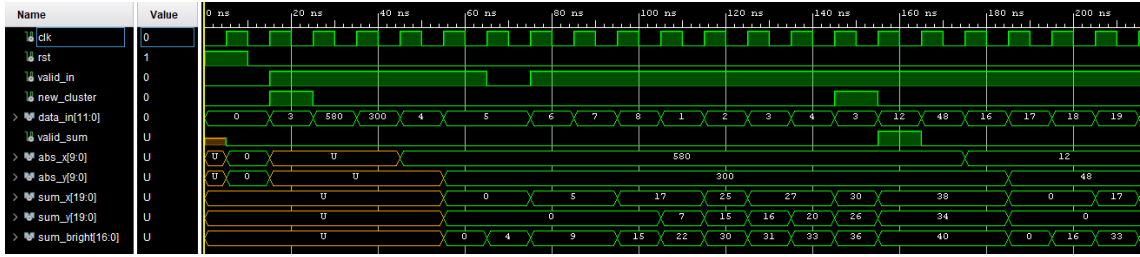 Name Value 0 ns 20 ns 40 ns 60 ns 80 ns 100 ns 120 ns 140 ns 160 ns 180 ns 200 ns
clk 0
rst 1
valid_in 0
new_cluster 0
data_in[11:0] 0 0 3 580 300 4 5 6 7 8 1 2 3 4 3 12 48 16 17 18 19
valid_sum U
abs_x[9:0] U U 0 U 580 12
abs_y[9:0] U U 0 U 300 48
sum_x[19:0] U U 0 5 17 25 27 30 38 0 17
sum_y[19:0] U U 0 7 15 16 20 26 34 0
sum_bright[16:0] U U 0 4 9 15 22 30 31 33 36 40 0 16 33